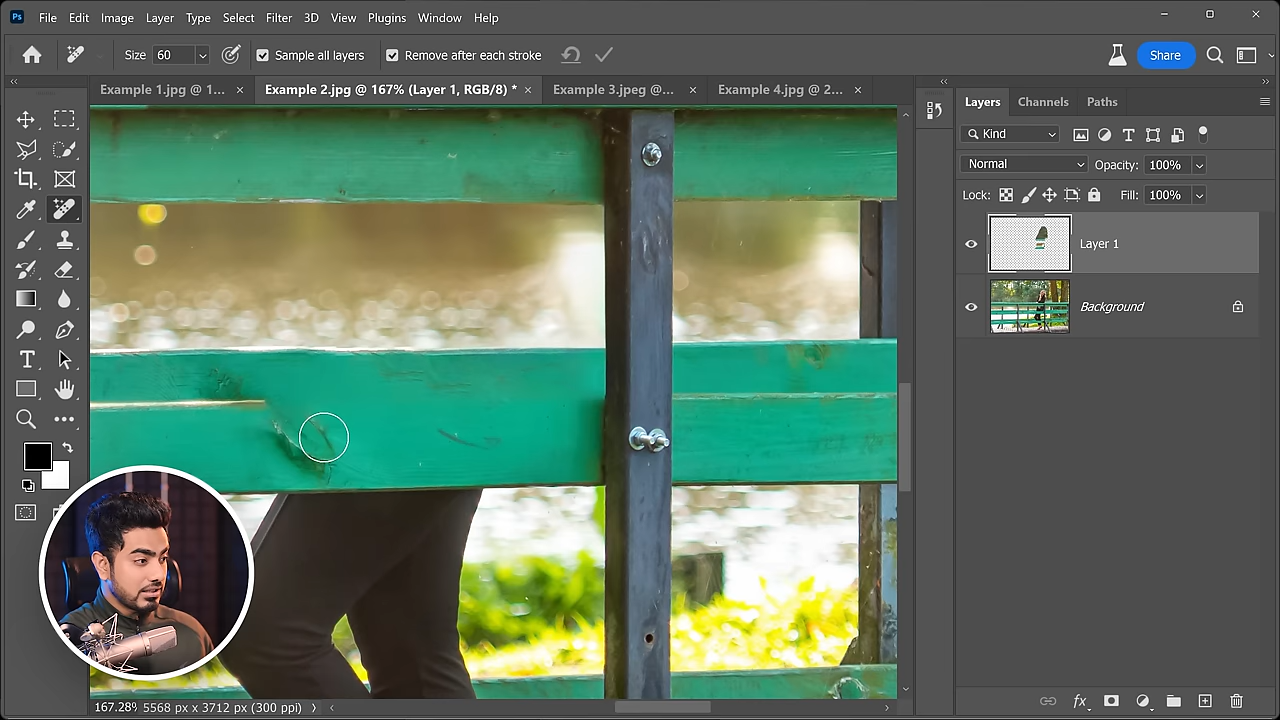 Ps File Edit Image Layer Type Select Filter 3D View Plugins Window Help
Size 60 Sample all layers Remove after each stroke Share
Example 1.jpg @ 1... × Example 2.jpg @ 167% (Layer 1, RGB/8) * × Example 3.jpeg @... × Example 4.jpg @ 2... ×
Layers Channels Paths
Kind
Normal Opacity: 100%
Lock: Fill: 100%
Layer 1
Background
167.28% 5568 px x 3712 px (300 ppi)
fx